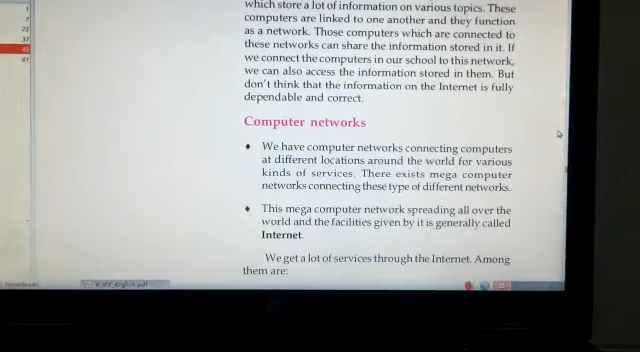 which store a lot of information on various topics. These
computers are linked to one another and they function
as a network. Those computers which are connected to
these networks can share the information stored in it. If
we connect the computers in our school to this network,
we can also access the information stored in them. But
don't think that the information on the Internet is fully
dependable and correct.
Computer networks
♦ We have computer networks connecting computers
at different locations around the world for various
kinds of services. There exists mega computer
networks connecting these type of different networks.
♦ This mega computer network spreading all over the
world and the facilities given by it is generally called
Internet.
We get a lot of services through the Internet. Among
them are: